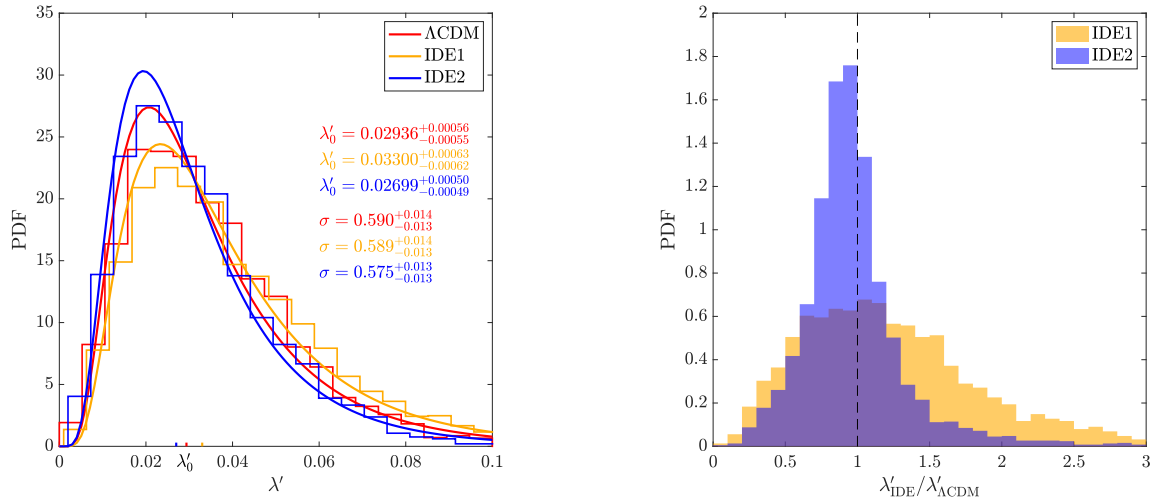 35
30
25
20
15
10
5
0
PDF
ΛCDM
IDE1
IDE2
λ′₀ = 0.02936⁺⁰·⁰⁰⁰⁵⁶₋₀.₀₀₀₅₅
λ′₀ = 0.03300⁺⁰·⁰⁰⁰⁶³₋₀.₀₀₀₆₂
λ′₀ = 0.02699⁺⁰·⁰⁰⁰⁵⁰₋₀.₀₀₀₄₉
σ = 0.590⁺⁰·⁰¹⁴₋₀.₀₁₃
σ = 0.589⁺⁰·⁰¹⁴₋₀.₀₁₃
σ = 0.575⁺⁰·⁰¹³₋₀.₀₁₃
0 0.02 λ′₀ 0.04 0.06 0.08 0.1
λ′
2
1.8
1.6
1.4
1.2
1
0.8
0.6
0.4
0.2
0
PDF
IDE1
IDE2
0 0.5 1 1.5 2 2.5 3
λ′_IDE/λ′_ΛCDM